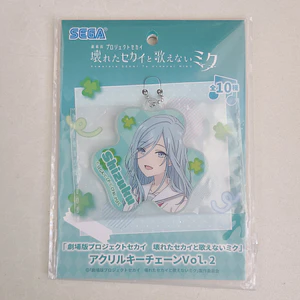 SEGA
劇場版 プロジェクトセカイ
壊れたセカイと歌えないミク
全10種
Shizuku
「劇場版プロジェクトセカイ 壊れたセカイと歌えないミク」
アクリルキーチェーンVol.2